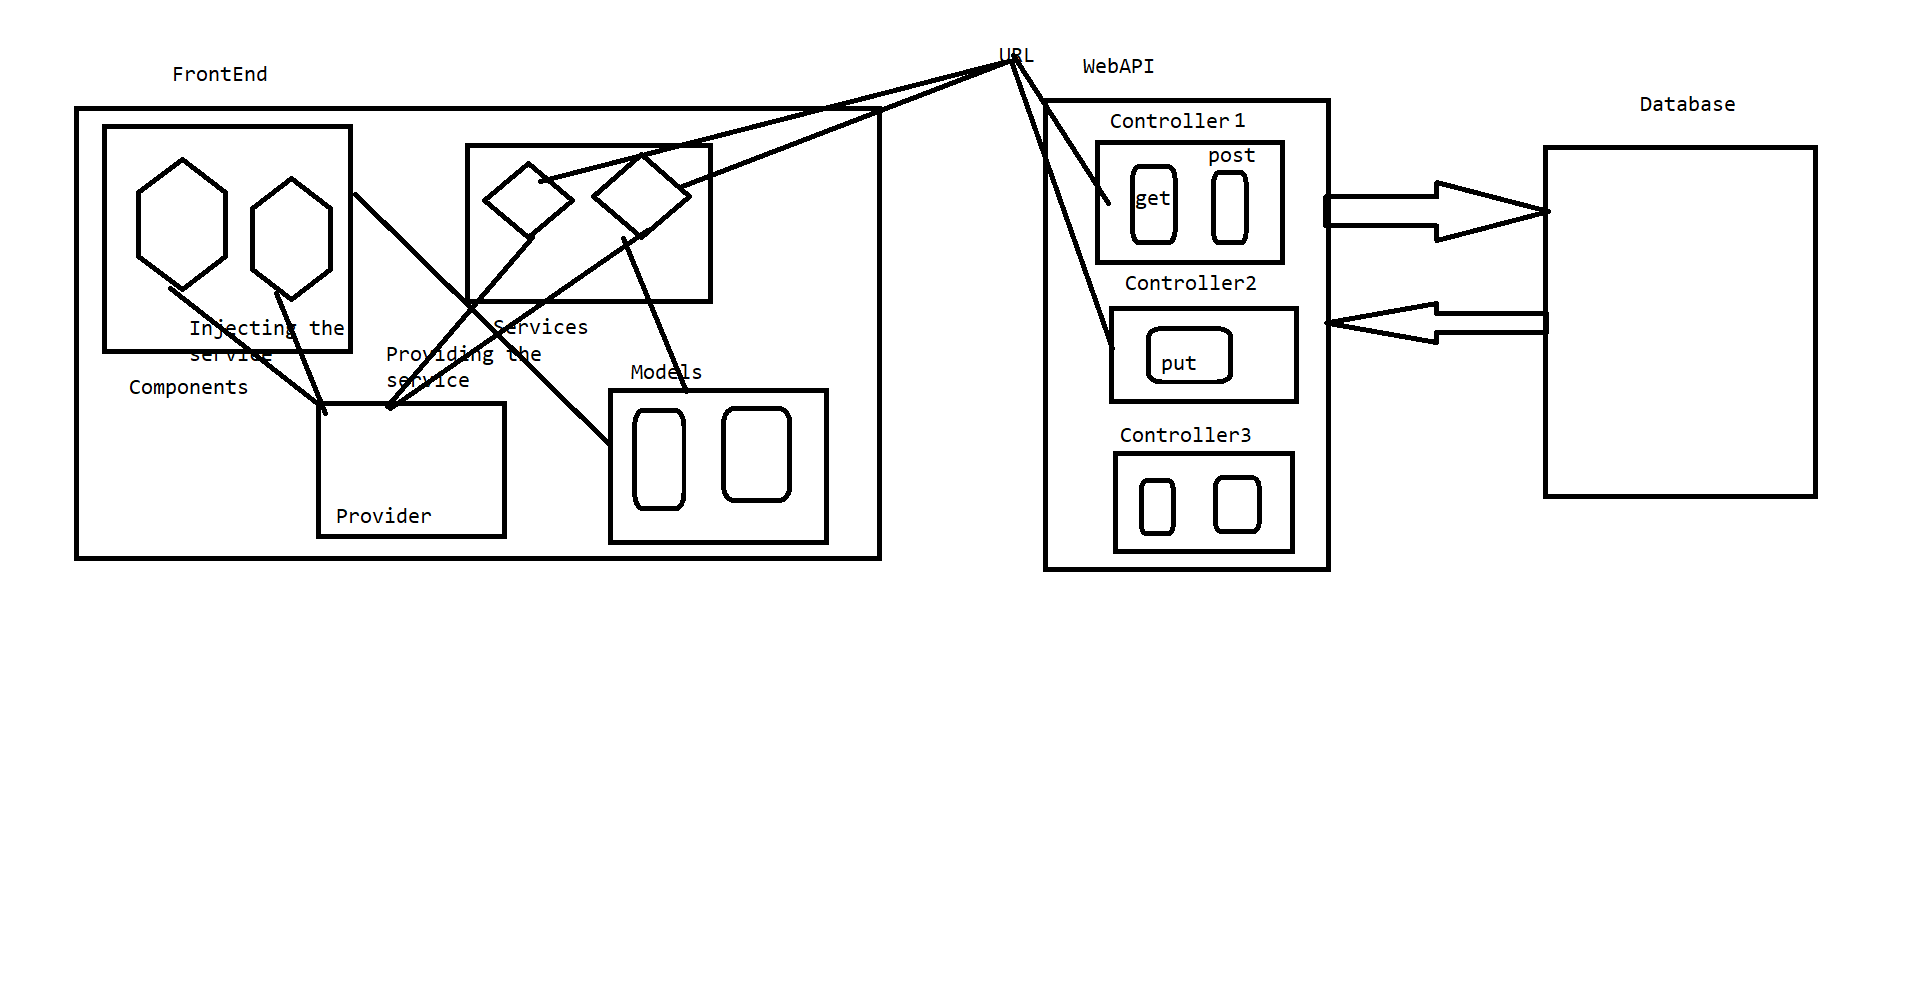 FrontEnd
URL
WebAPI
Database
Controller 1
post
get
Controller2
put
Controller3
Injecting the
service
Components
Services
Providing the
service
Models
Provider